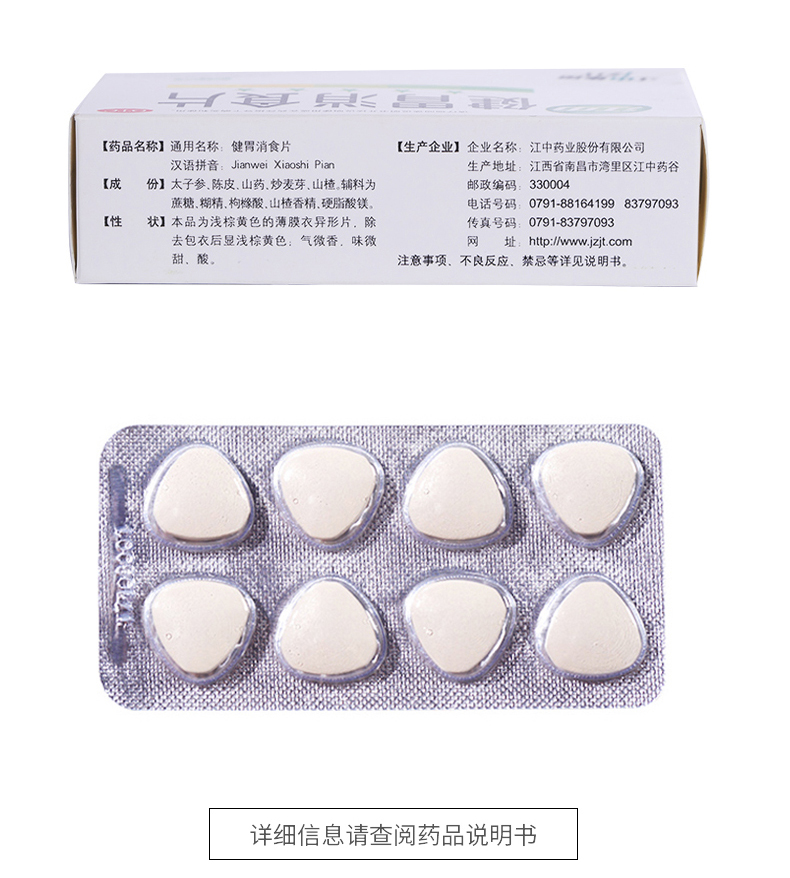 健胃消食片
【药品名称】通用名称：健胃消食片
汉语拼音：Jianwei Xiaoshi Pian
【成　　份】太子参、陈皮、山药、炒麦芽、山楂。辅料为
蔗糖、糊精、枸橼酸、山楂香精、硬脂酸镁。
【性　　状】本品为浅棕黄色的薄膜衣异形片，除
去包衣后显浅棕黄色；气微香，味微
甜、酸。
【生产企业】企业名称：江中药业股份有限公司
生产地址：江西省南昌市湾里区江中药谷
邮政编码：330004
电话号码：0791-88164199　83797093
传真号码：0791-83797093
网　　址：http://www.jzjt.com
注意事项、不良反应、禁忌等详见说明书。
详细信息请查阅药品说明书